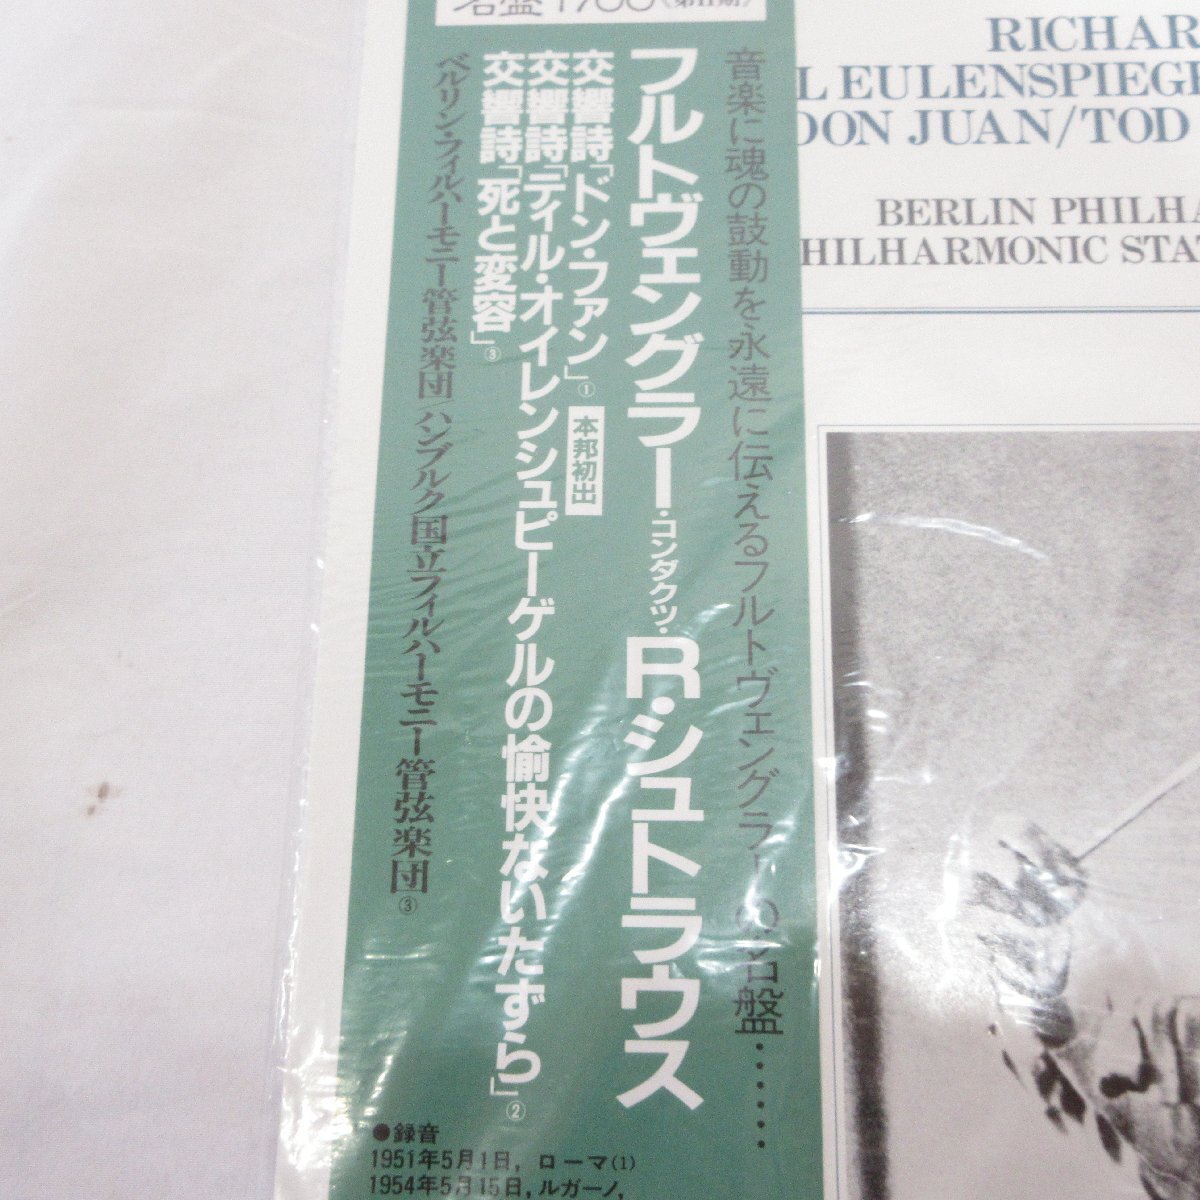 名盤1700(第II期)
音楽に魂の鼓動を永遠に伝えるフルトヴェングラーの名盤……
フルトヴェングラー・コンダクツ・R・シュトラウス
交響詩「ドン・ファン」① 本邦初出
交響詩「ティル・オイレンシュピーゲルの愉快ないたずら」②
交響詩「死と変容」③
ベルリン・フィルハーモニー管弦楽団/ハンブルク国立フィルハーモニー管弦楽団③
●録音
1951年5月1日, ローマ(1)
1954年5月15日, ルガーノ,
RICHAR
L EULENSPIEGE
DON JUAN/TOD
BERLIN PHILHA
HILHARMONIC STAT